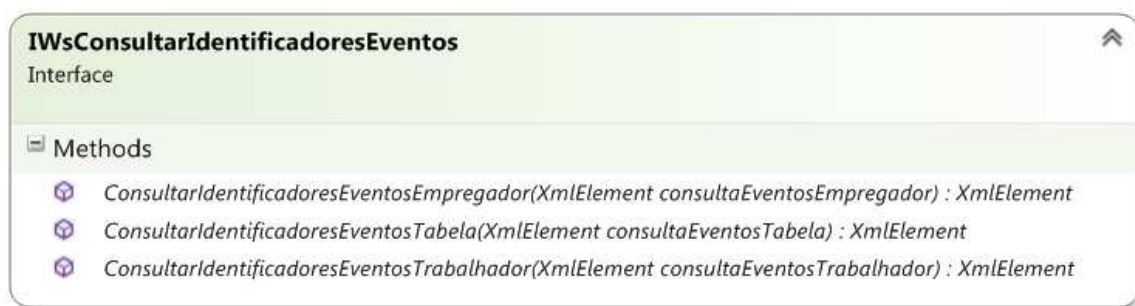 IWsConsultarIdentificadoresEventos
Interface
Methods
ConsultarIdentificadoresEventosEmpregador(XmlElement consultaEventosEmpregador) : XmlElement
ConsultarIdentificadoresEventosTabela(XmlElement consultaEventosTabela) : XmlElement
ConsultarIdentificadoresEventosTrabalhador(XmlElement consultaEventosTrabalhador) : XmlElement